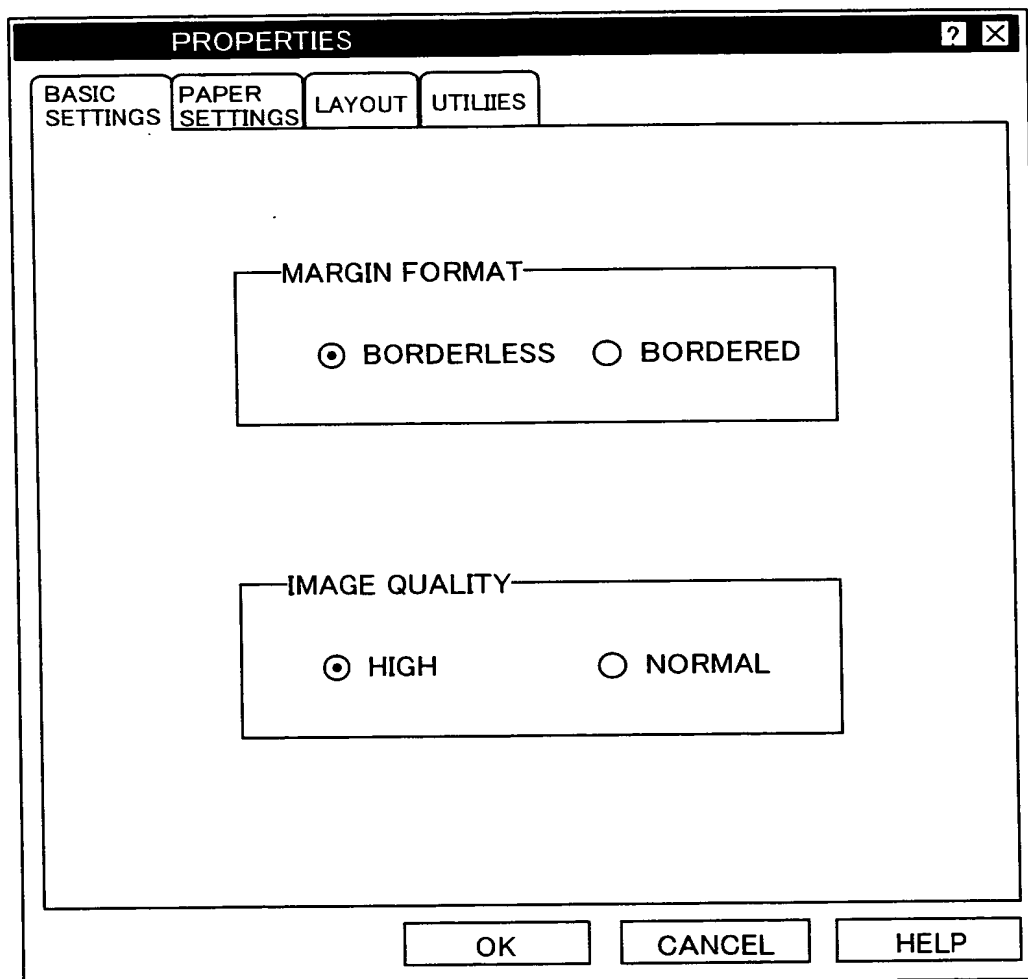 PROPERTIES ?
BASIC SETTINGS
PAPER SETTINGS
LAYOUT
UTILIIES
MARGIN FORMAT
BORDERLESS BORDERED
IMAGE QUALITY
HIGH NORMAL
OK CANCEL HELP